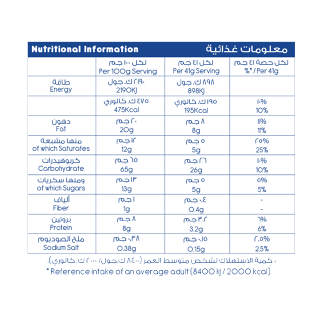 Nutritional Information معلومات غذائية
لكل ١٠٠ جم لكل ٤١ جم لكل حصة ٤١ جم
Per 100g Serving Per 41g Serving %* / Per 41g
طاقة ٢١٩٠ ك.جول ٨٩٨ ك.جول
Energy 2190KJ 898KJ
٤٧٥ ك. كالوري ١٩٥ ك. كالوري ١٠%
475Kcal 195Kcal 10%
دهون ٢٠ جم ٨ جم ١١%
Fat 20g 8g 11%
منها مشبعة ١٢ جم ٥ جم ٢٥%
of which Saturates 12g 5g 25%
كربوهيدرات ٦٥ جم ٢٦ جم ١٠%
Carbohydrate 65g 26g 10%
ومنها سكريات ١٣ جم ٥ جم ٥%
of which Sugars 13g 5g 5%
ألياف ١ جم ٠.٤ جم -
Fiber 1g 0.4g -
بروتين ٨ جم ٣.٢ جم ٦%
Protein 8g 3.2g 6%
ملح الصوديوم ٠.٣٨ جم ٠.١٥ جم ٢.٥%
Sodium Salt 0.38g 0.15g 2.5%
كمية الاستهلاك لشخص متوسط العمر (٨٤٠٠ ك.جول/ ٢٠٠٠ ك.كالوري).
* Reference intake of an average adult (8400 kj / 2000 kcal)